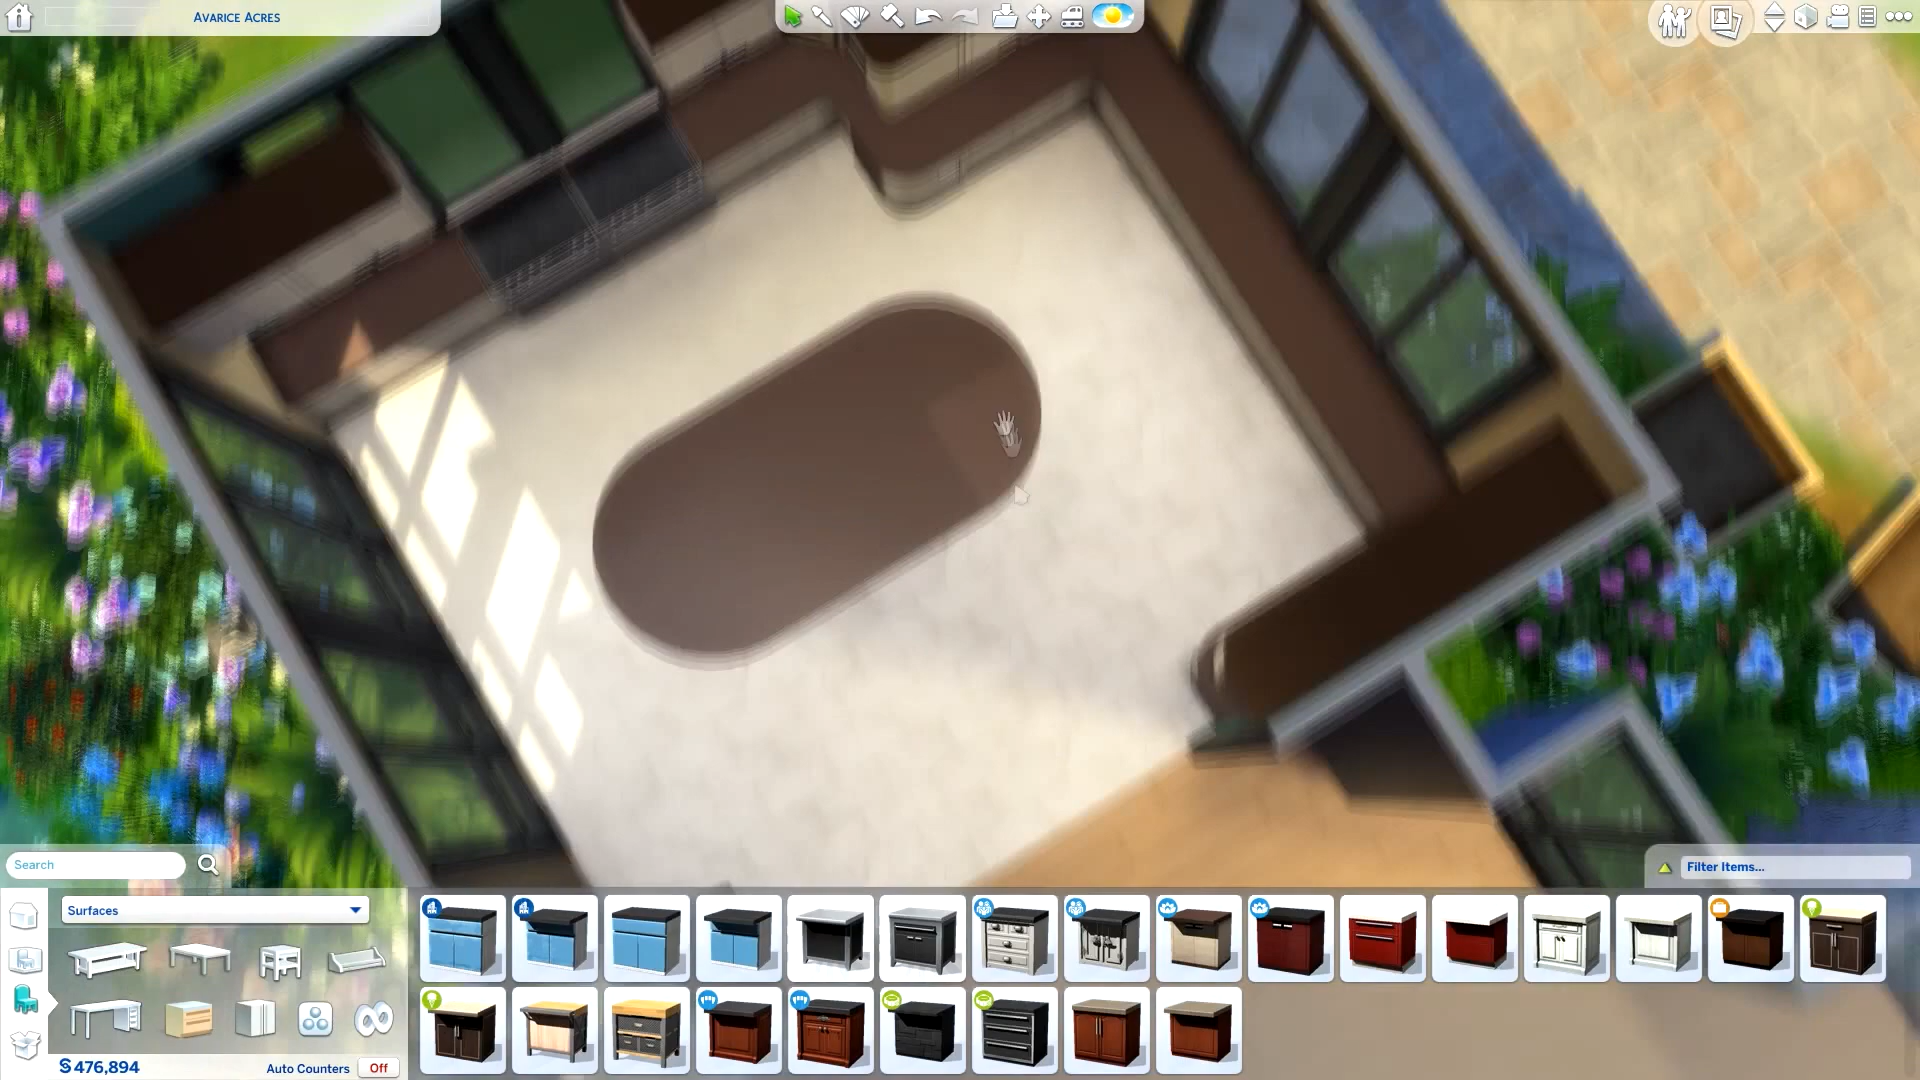 Avarice Acres
Search
Filter Items...
Surfaces
§476,894
Auto Counters
Off